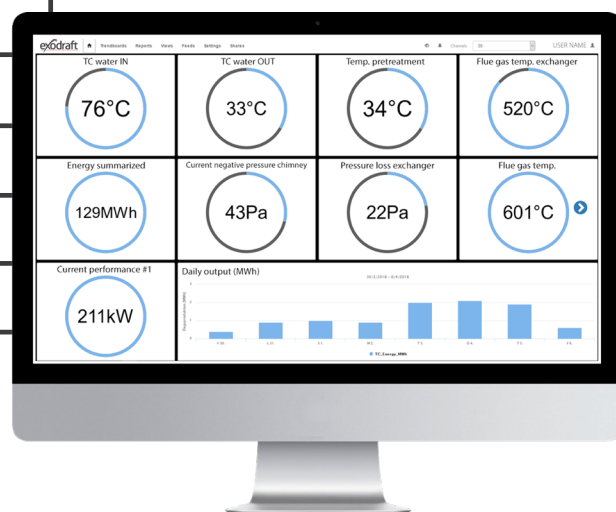 exodraft Trendboards Reports Views Feeds Settings Shares Channels 30 USER NAME
TC water IN
76°C
TC water OUT
33°C
Temp. pretreatment
34°C
Flue gas temp. exchanger
520°C
Energy summarized
129MWh
Current negative pressure chimney
43Pa
Pressure loss exchanger
22Pa
Flue gas temp.
601°C
Current performance #1
211kW
Daily output (MWh)
TC_Energy_MWh